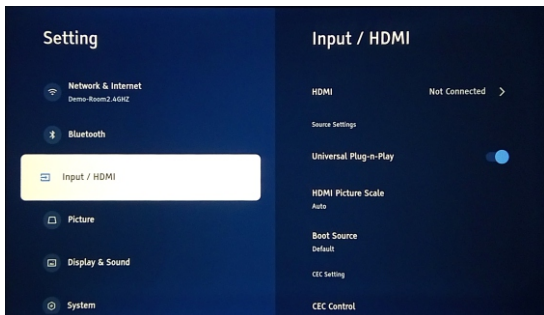 Setting
Network & Internet
Demo-Room2.4GHZ
Bluetooth
Input / HDMI
Picture
Display & Sound
System
Input / HDMI
HDMI
Not Connected
Source Settings
Universal Plug-n-Play
HDMI Picture Scale
Auto
Boot Source
Default
CEC Setting
CEC Control